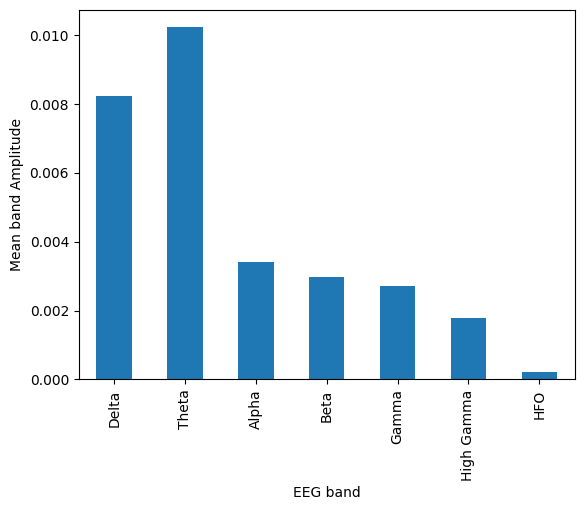 0.010
0.008
0.006
0.004
0.002
0.000
Mean band Amplitude
Delta
Theta
Alpha
Beta
Gamma
High Gamma
HFO
EEG band